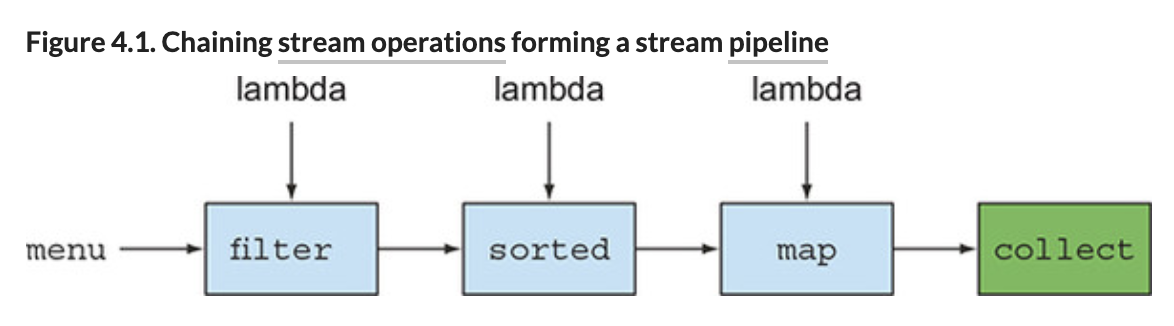 Figure 4.1. Chaining stream operations forming a stream pipeline
lambda lambda lambda
menu filter sorted map collect